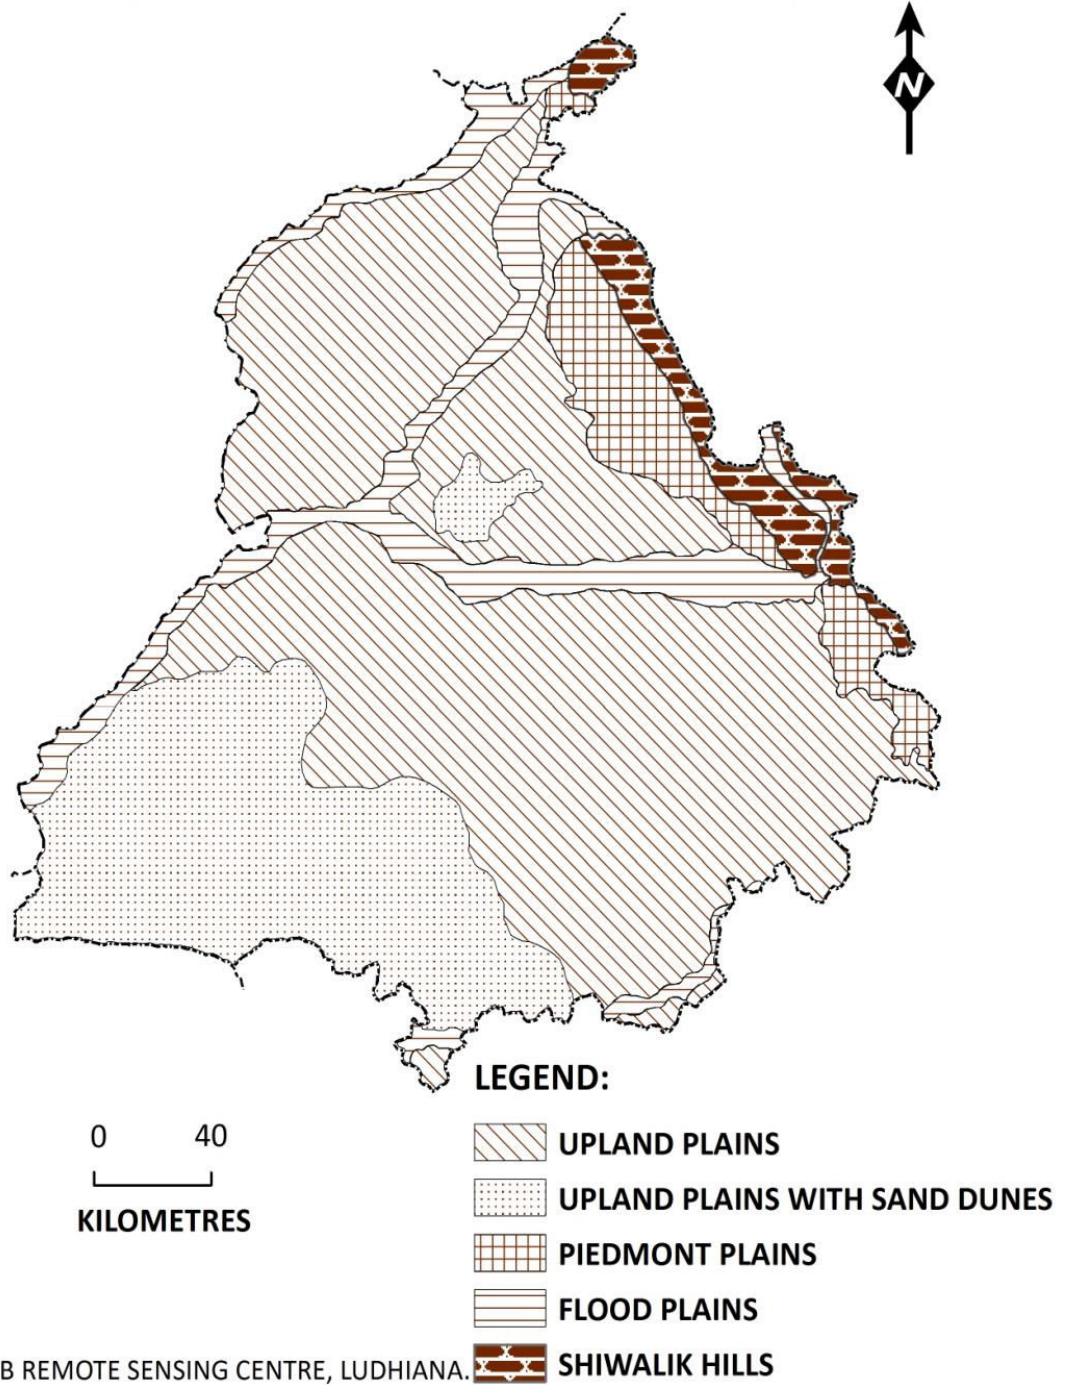 N
LEGEND:
0 40
KILOMETRES
UPLAND PLAINS
UPLAND PLAINS WITH SAND DUNES
PIEDMONT PLAINS
FLOOD PLAINS
B REMOTE SENSING CENTRE, LUDHIANA.
SHIWALIK HILLS